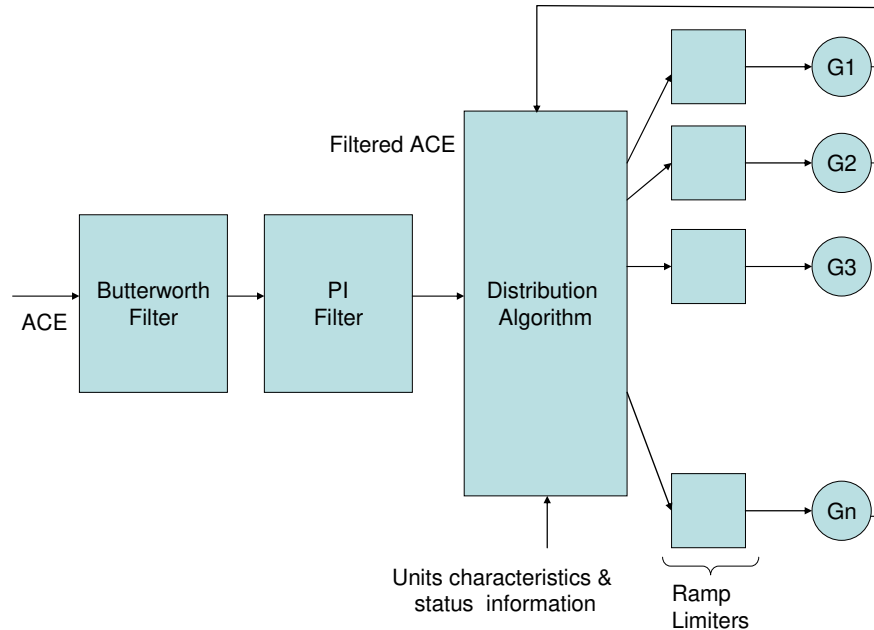 G1
Filtered ACE
G2
G3
Butterworth
Filter
PI
Filter
Distribution
Algorithm
ACE
Gn
Units characteristics &
status information
Ramp
Limiters